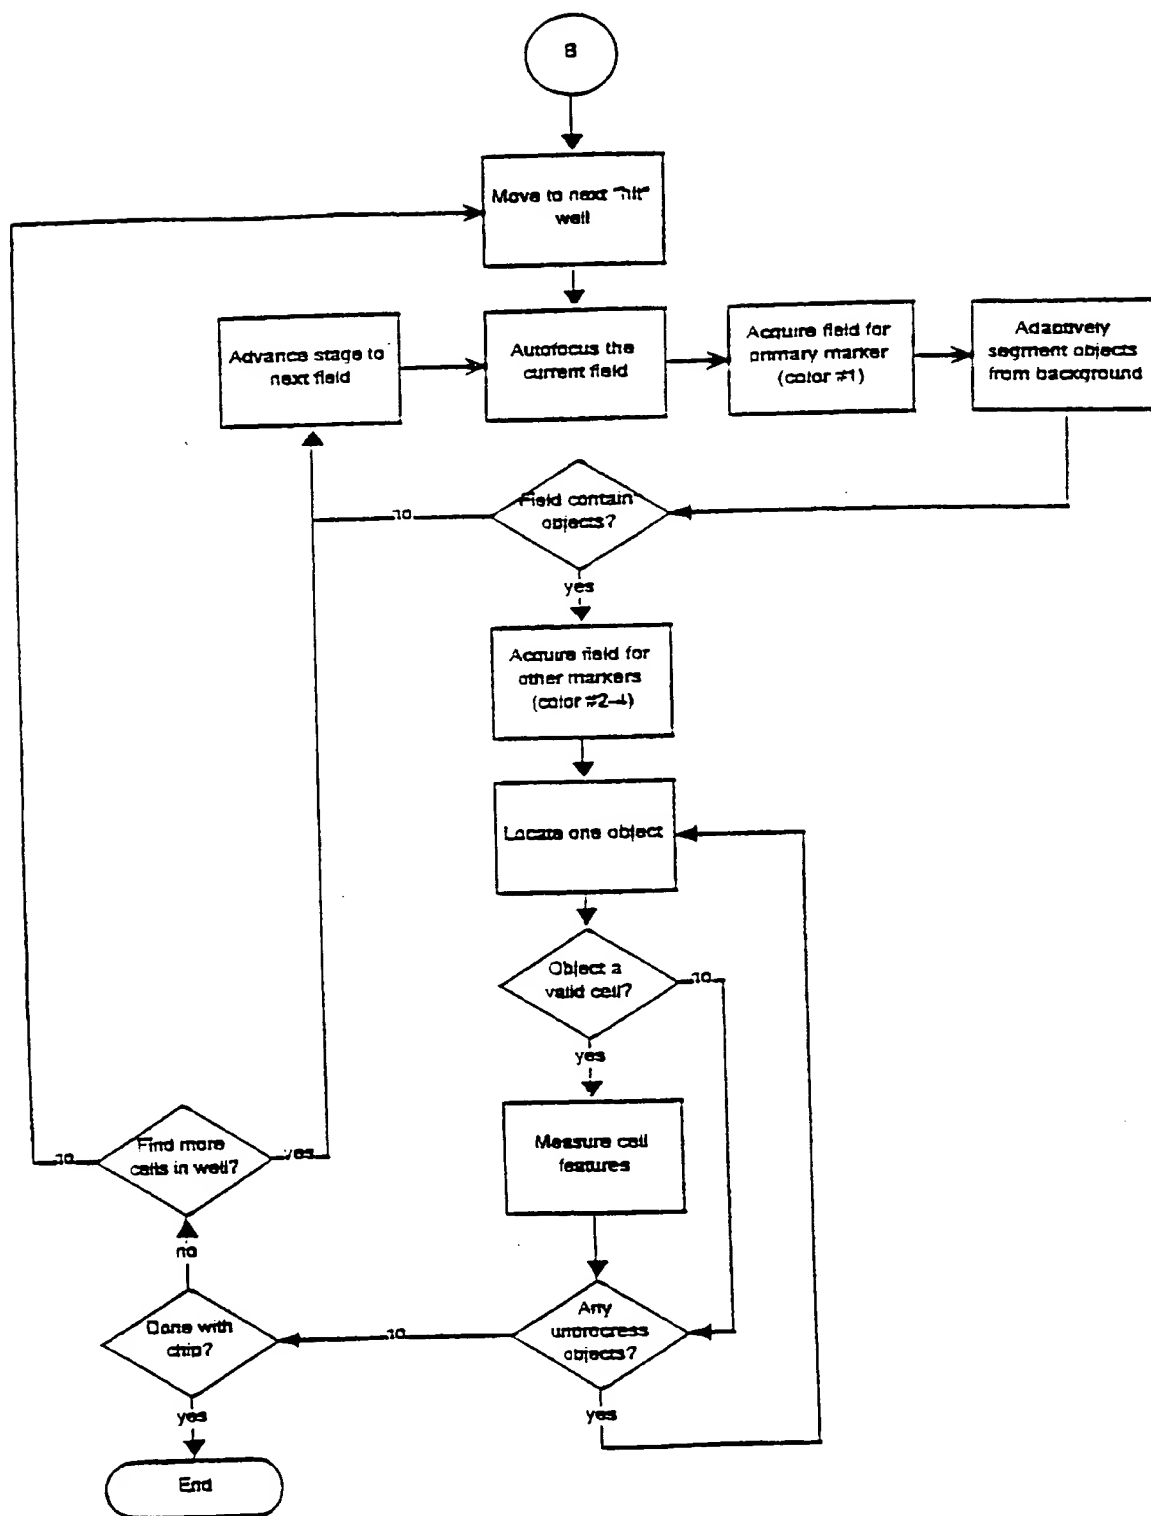 B
Move to next "hit"
well
Advance stage to
next field
Autofocus the
current field
Acquire field for
primary marker
(color #1)
Adaptively
segment objects
from background
Field contain
objects?
no
yes
Acquire field for
other markers
(color #2-4)
Locate one object
Object a
valid cell?
no
yes
Measure cell
features
Find more
cells in well?
no
yes
no
Done with
chip?
no
Any
unprocess
objects?
yes
yes
End